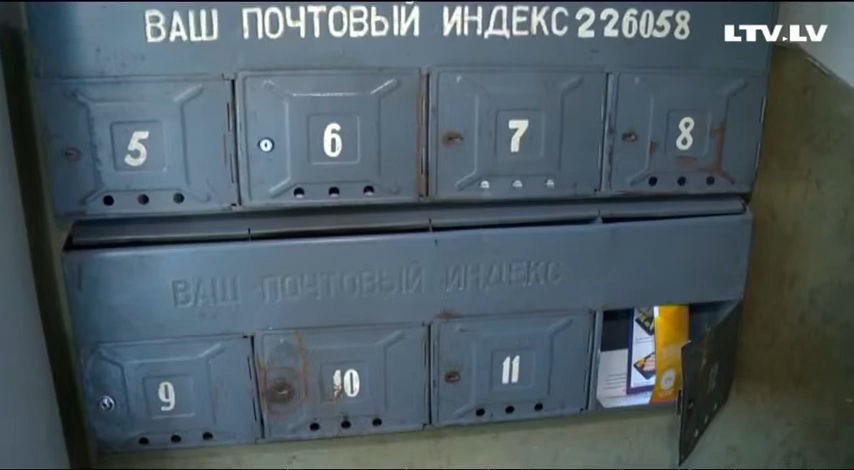 ВАШ ПОЧТОВЫЙ ИНДЕКС 226058
LTV.LV
5 6 7 8
ВАШ ПОЧТОВЫЙ ИНДЕКС
9 10 11